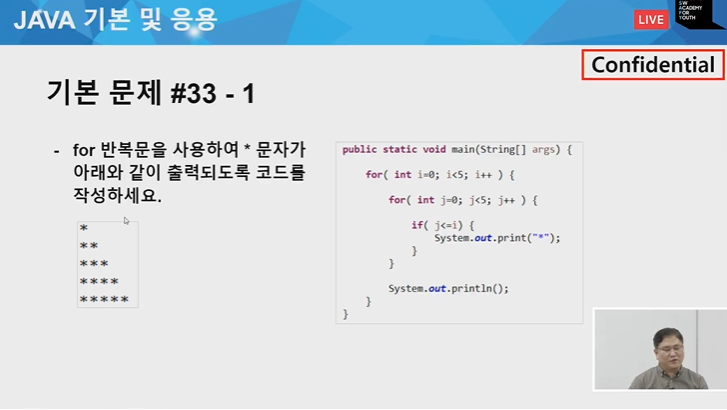 JAVA 기본 및 응용
LIVE
SW
ACADEMY
FOR
YOUTH
Confidential
기본 문제 #33 - 1
- for 반복문을 사용하여 * 문자가
아래와 같이 출력되도록 코드를
작성하세요.
*
**
***
****
*****
public static void main(String[] args) {
for( int i=0; i<5; i++ ) {
for( int j=0; j<5; j++ ) {
if( j<=i) {
System.out.print("*");
}
}
System.out.println();
}
}